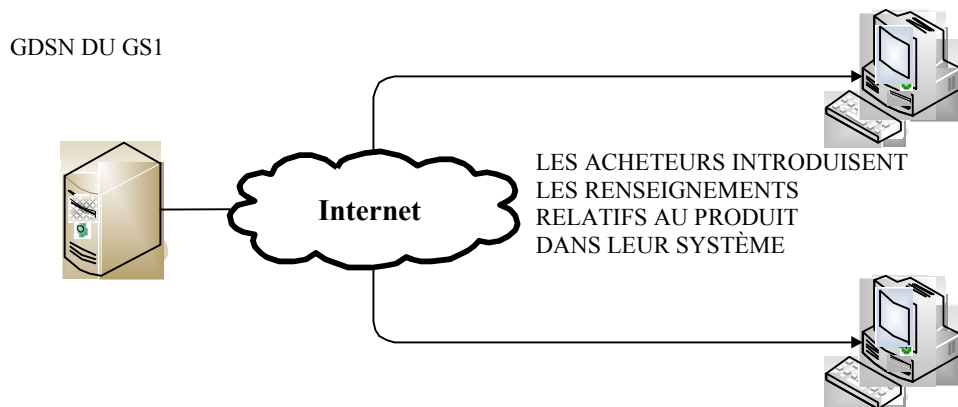 GDSN DU GS1
Internet
LES ACHETEURS INTRODUISENT
LES RENSEIGNEMENTS
RELATIFS AU PRODUIT
DANS LEUR SYSTÈME